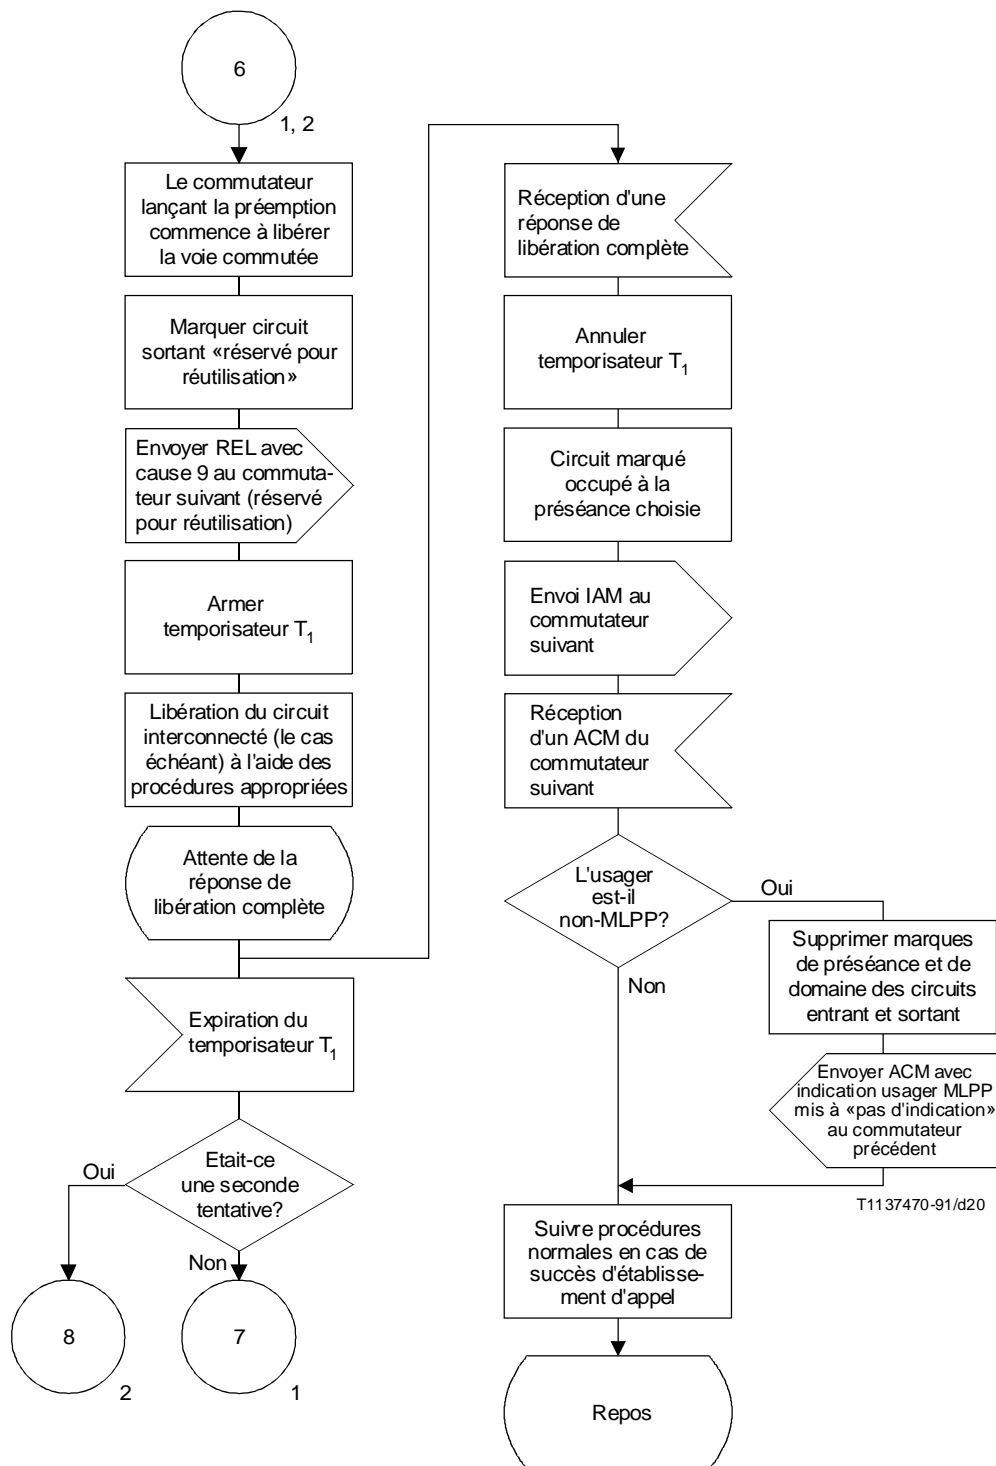 6
1, 2
Le commutateur
lançant la préemption
commence à libérer
la voie commutée
Marquer circuit
sortant «réservé pour
réutilisation»
Envoyer REL avec
cause 9 au commuta-
teur suivant (réservé
pour réutilisation)
Armer
temporisateur T1
Libération du circuit
interconnecté (le cas
échéant) à l'aide des
procédures appropriées
Attente de la
réponse de
libération complète
Expiration du
temporisateur T1
Etait-ce
une seconde
tentative?
Oui
Non
8
2
7
1
Réception d'une
réponse de
libération complète
Annuler
temporisateur T1
Circuit marqué
occupé à la
préséance choisie
Envoi IAM au
commutateur
suivant
Réception
d'un ACM du
commutateur
suivant
L'usager
est-il
non-MLPP?
Oui
Non
Supprimer marques
de préséance et de
domaine des circuits
entrant et sortant
Envoyer ACM avec
indication usager MLPP
mis à «pas d'indication»
au commutateur
précédent
T1137470-91/d20
Suivre procédures
normales en cas de
succès d'établisse-
ment d'appel
Repos